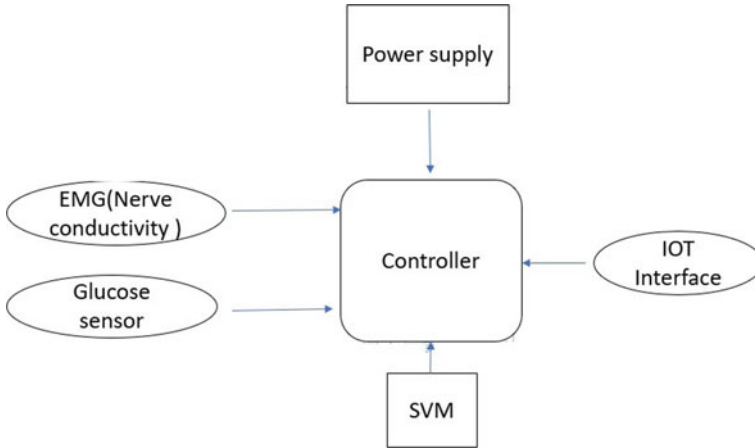 Power supply
EMG(Nerve
conductivity )
Controller
IOT
Interface
Glucose
sensor
SVM